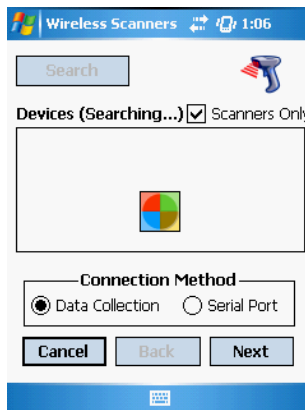 Wireless Scanners 1:06
Search
Devices (Searching...) Scanners Only
Connection Method
Data Collection Serial Port
Cancel Back Next